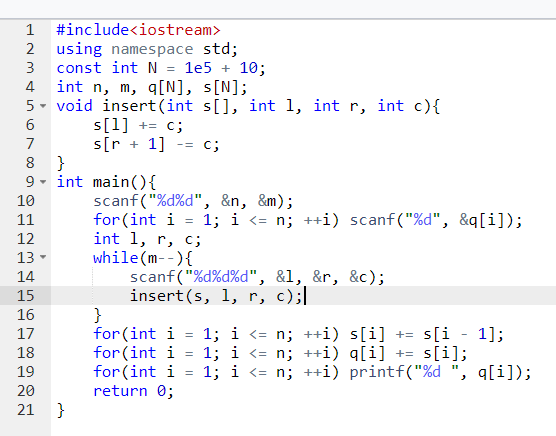 1 #include<iostream>
2 using namespace std;
3 const int N = 1e5 + 10;
4 int n, m, q[N], s[N];
5 void insert(int s[], int l, int r, int c){
6 s[l] += c;
7 s[r + 1] -= c;
8 }
9 int main(){
10 scanf("%d%d", &n, &m);
11 for(int i = 1; i <= n; ++i) scanf("%d", &q[i]);
12 int l, r, c;
13 while(m--){
14 scanf("%d%d%d", &l, &r, &c);
15 insert(s, l, r, c);
16 }
17 for(int i = 1; i <= n; ++i) s[i] += s[i - 1];
18 for(int i = 1; i <= n; ++i) q[i] += s[i];
19 for(int i = 1; i <= n; ++i) printf("%d ", q[i]);
20 return 0;
21 }